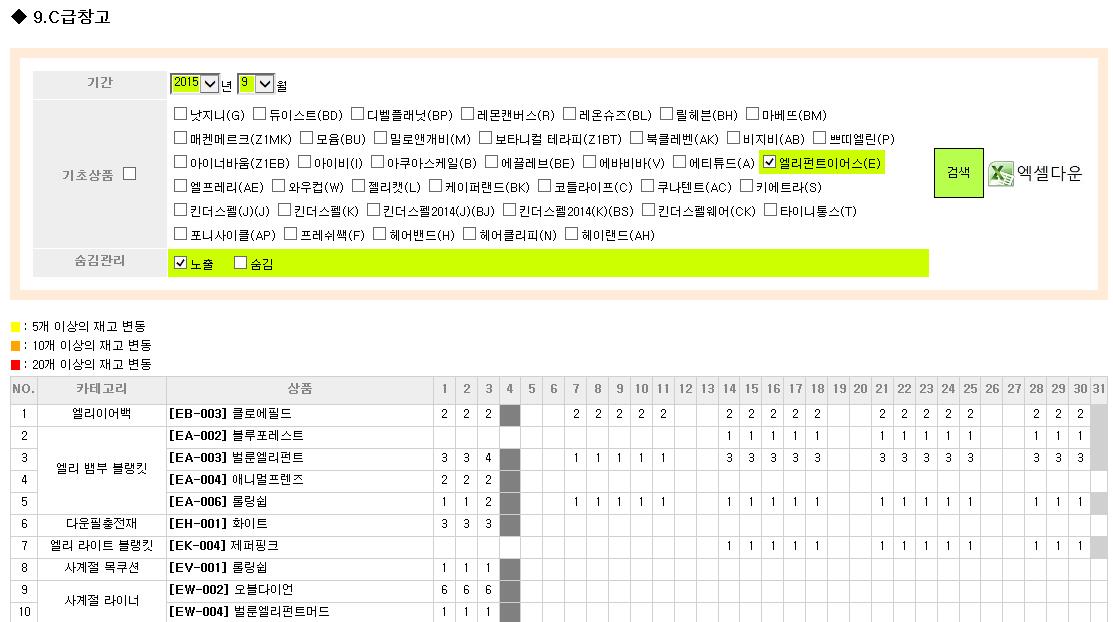 ◆ 9.C급창고
기간 2015 년 9 월
기초상품
낫지니(G) 듀이스트(BD) 디벨플래닛(BP) 레몬캔버스(R) 레온슈즈(BL) 릴헤븐(BH) 마베뜨(BM)
매켄메르크(Z1MK) 모윰(BU) 밀로앤개비(M) 보타니컬 테라피(Z1BT) 북클레벤(AK) 비지비(AB) 쁘띠엘린(P)
아이너바움(Z1EB) 아이비(I) 아쿠아스케일(B) 에끌레브(BE) 에바비바(V) 에티튜드(A) 엘리펀트이어스(E)
엘프레리(AE) 와우컵(W) 젤리캣(L) 케이퍼랜드(BK) 코들라이프(C) 쿠나텐트(AC) 키에트라(S)
킨더스펠(J)(J) 킨더스펠(K) 킨더스펠2014(J)(BJ) 킨더스펠2014(K)(BS) 킨더스펠웨어(CK) 타이니통스(T)
포니사이클(AP) 프레쉬쌕(F) 헤어밴드(H) 헤어클리피(N) 헤이랜드(AH)
검색 엑셀다운
숨김관리 노출 숨김
: 5개 이상의 재고 변동
: 10개 이상의 재고 변동
: 20개 이상의 재고 변동
NO. 카테고리 상품 1 2 3 4 5 6 7 8 9 10 11 12 13 14 15 16 17 18 19 20 21 22 23 24 25 26 27 28 29 30 31
1 엘리이어백 [EB-003] 클로에필드 2 2 2 2 2 2 2 2 2 2 2 2 2 2 2 2 2 2 2 2 2
2 엘리 뱀부 블랭킷 [EA-002] 블루포레스트 1 1 1 1 1 1 1 1 1 1 1 1 1
3 [EA-003] 벌룬엘리펀트 3 3 4 1 1 1 1 1 3 3 3 3 3 3 3 3 3 3 3 3 3
4 [EA-004] 애니멀프렌즈 2 2 2
5 [EA-006] 롤링쉽 1 1 2 1 1 1 1 1 1 1 1 1 1 1 1 1 1 1 1 1 1
6 다운필충전재 [EH-001] 화이트 3 3 3
7 엘리 라이트 블랭킷 [EK-004] 제퍼핑크 1 1 1 1 1 1 1 1 1 1 1 1 1
8 사계절 목쿠션 [EV-001] 롤링쉽 1 1 1
9 사계절 라이너 [EW-002] 오블다이언 6 6 6
10 [EW-004] 벌룬엘리펀트머드 1 1 1